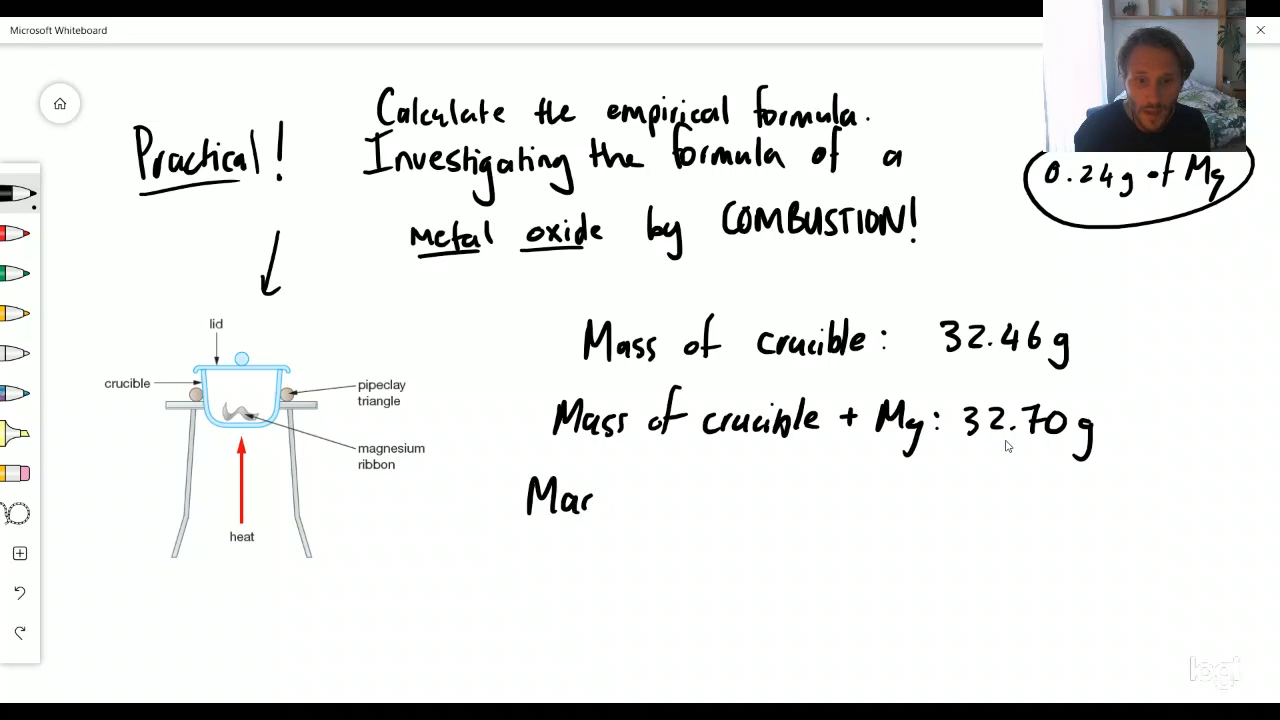 Microsoft Whiteboard
Practical!
Calculate the empirical formula.
Investigating the formula of a
metal oxide by COMBUSTION!
0.24g of Mg
lid
crucible
pipeclay
triangle
magnesium
ribbon
heat
Mass of crucible: 32.46g
Mass of crucible + Mg: 32.70g
Mar
legi